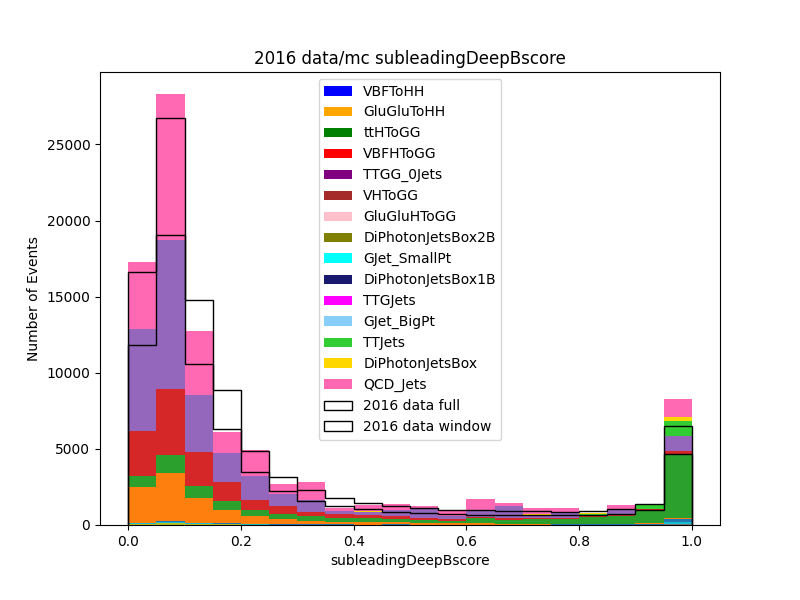 2016 data/mc subleadingDeepBscore
VBFToHH
GluGluToHH
ttHToGG
VBFHToGG
TTGG_0Jets
VHToGG
GluGluHToGG
DiPhotonJetsBox2B
GJet_SmallPt
DiPhotonJetsBox1B
TTGJets
GJet_BigPt
TTJets
DiPhotonJetsBox
QCD_Jets
2016 data full
2016 data window
Number of Events
25000
20000
15000
10000
5000
0
0.0 0.2 0.4 0.6 0.8 1.0
subleadingDeepBscore